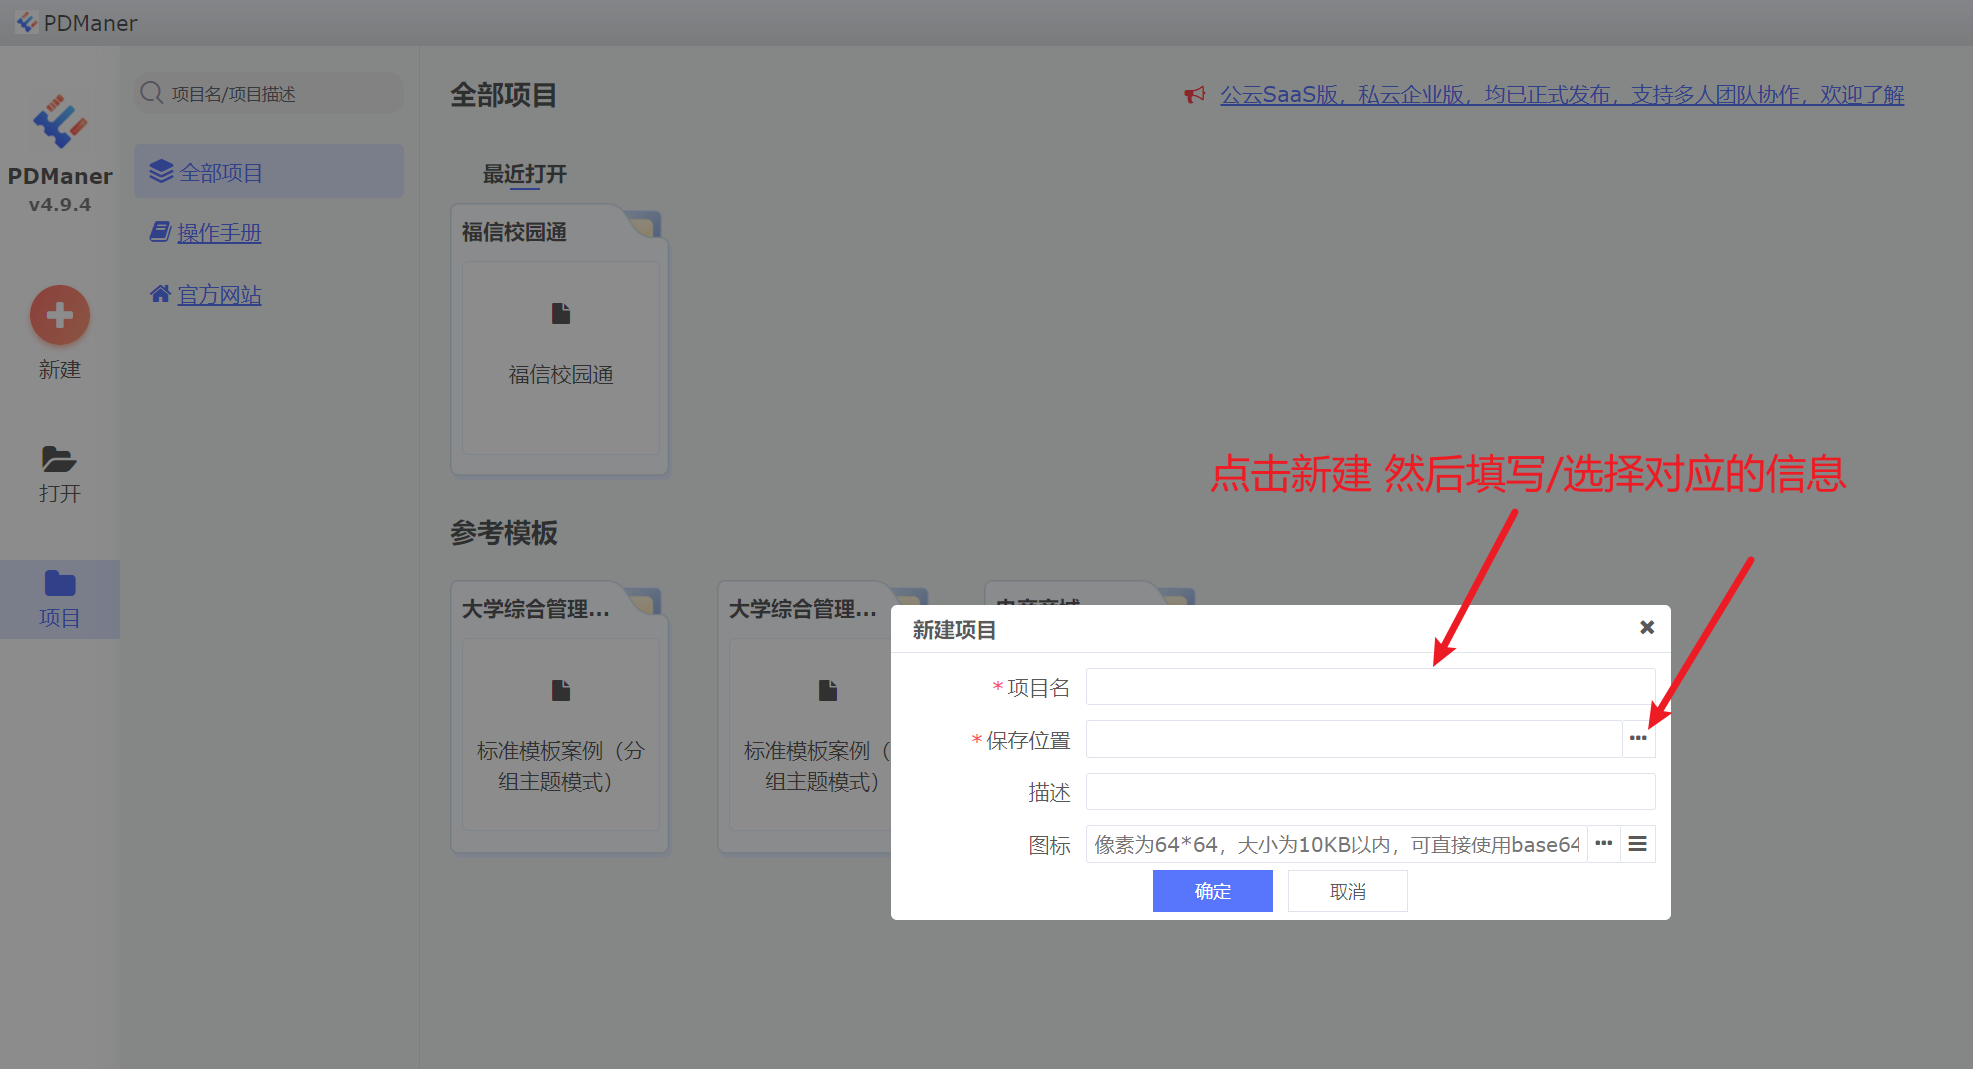 PDManer
PDManer
v4.9.4
新建
打开
项目
项目名/项目描述
全部项目
操作手册
官方网站
全部项目
公云SaaS版，私云企业版，均已正式发布，支持多人团队协作，欢迎了解
最近打开
福信校园通
福信校园通
点击新建 然后填写/选择对应的信息
参考模板
大学综合管理...
标准模板案例（分
组主题模式）
大学综合管理...
标准模板案例（
组主题模式）
电商商城
新建项目
*项目名
*保存位置
描述
图标
像素为64*64，大小为10KB以内，可直接使用base64
确定
取消